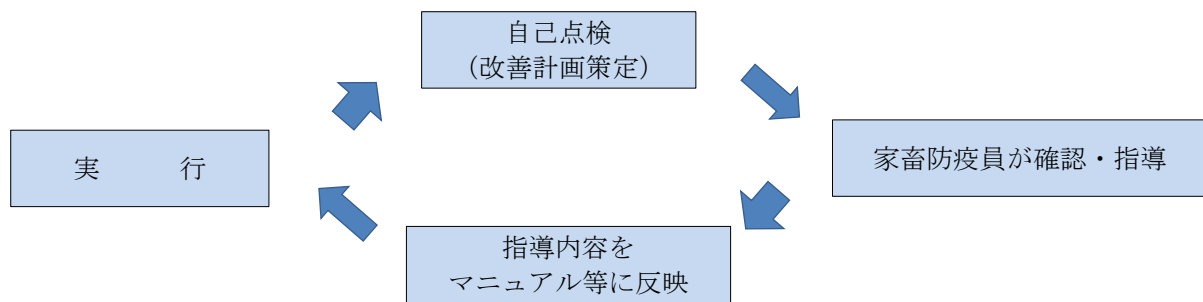 自己点検
（改善計画策定）
家畜防疫員が確認・指導
指導内容を
マニュアル等に反映
実　　　行